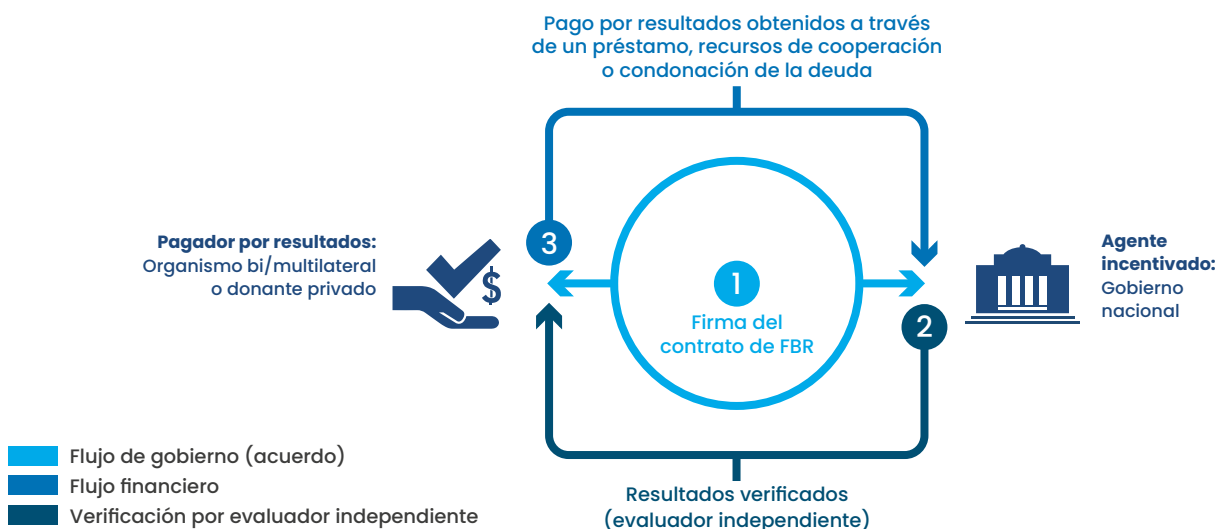 Pago por resultados obtenidos a través
de un préstamo, recursos de cooperación
o condonación de la deuda
3
Pagador por resultados:
Organismo bi/multilateral
o donante privado
$
1
Firma del
contrato de FBR
Agente
incentivado:
Gobierno
nacional
2
Flujo de gobierno (acuerdo)
Flujo financiero
Verificación por evaluador independiente
Resultados verificados
(evaluador independiente)